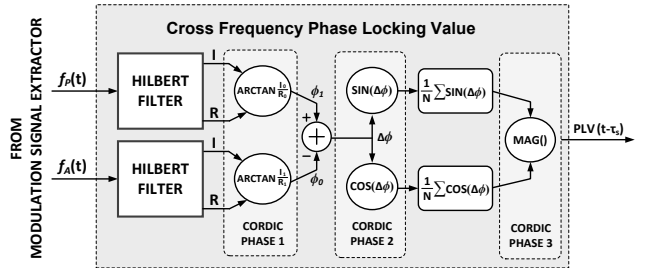 Cross Frequency Phase Locking Value
FROM
MODULATION SIGNAL EXTRACTOR
fP(t)
HILBERT
FILTER
I
R
ARCTAN I0/R0
ϕ1
fA(t)
HILBERT
FILTER
I
R
ARCTAN I1/R1
ϕ0
+
+
−
Δϕ
SIN(Δϕ)
COS(Δϕ)
1/N ∑SIN(Δϕ)
1/N ∑COS(Δϕ)
MAG()
PLV (t-τs)
CORDIC
PHASE 1
CORDIC
PHASE 2
CORDIC
PHASE 3